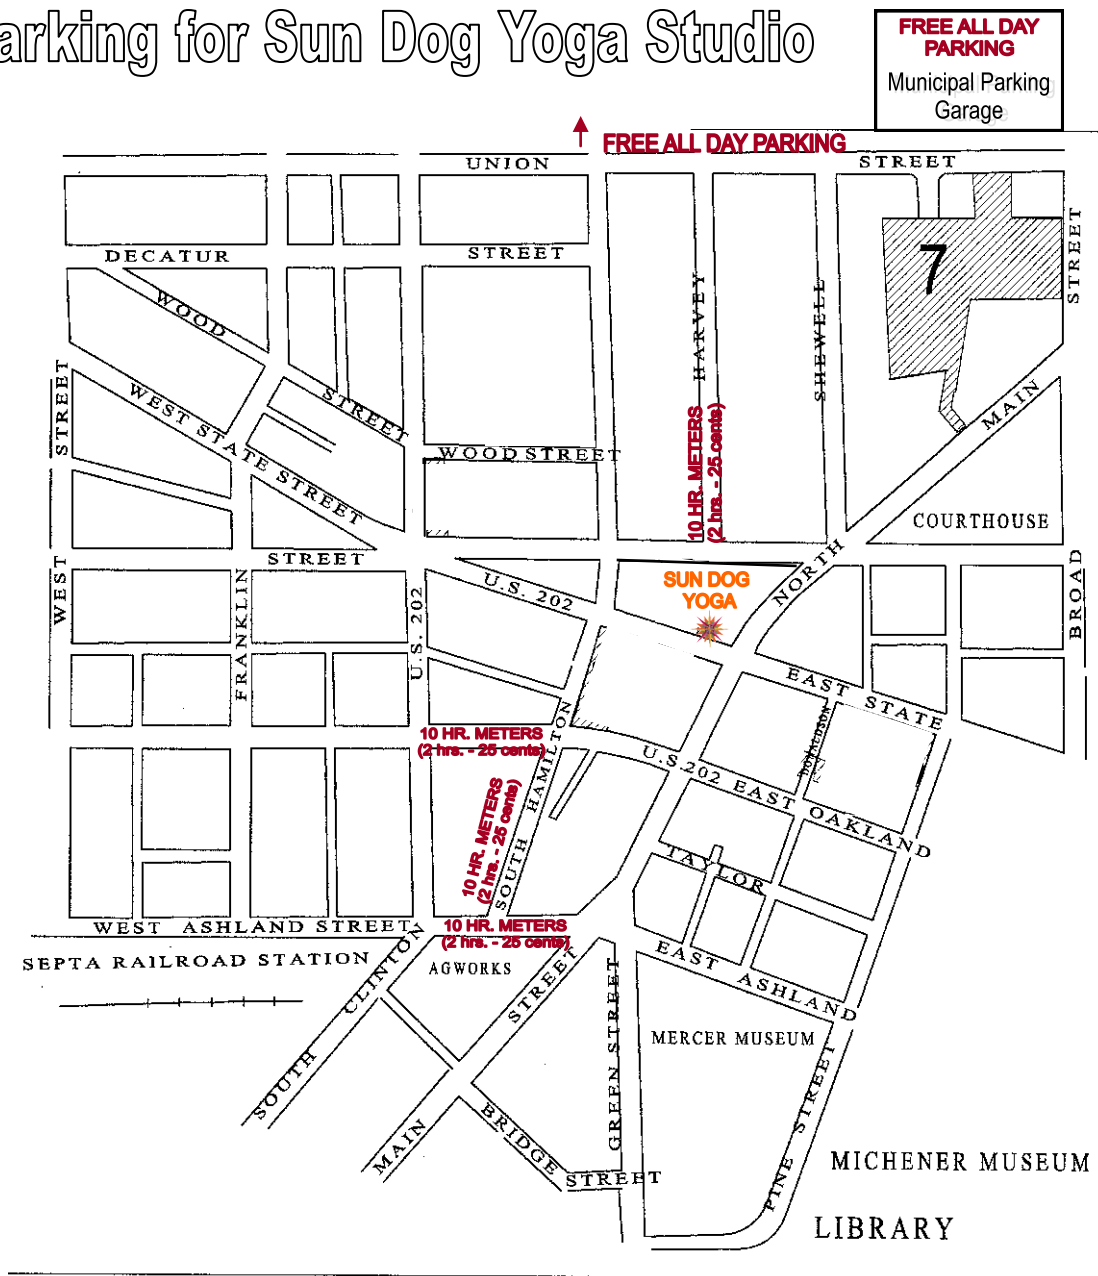 arking for Sun Dog Yoga Studio
FREE ALL DAY
PARKING
Municipal Parking
Garage
FREE ALL DAY PARKING
UNION
STREET
DECATUR
STREET
STREET
7
WOOD
HARVEY
SHEWELL
STREET
WEST STATE STREET
STREET
MAIN
10 HR. METERS
(2 hrs. - 25 cents)
WOOD STREET
COURTHOUSE
WEST
STREET
FRANKLIN
U.S. 202
U.S. 202
SUN DOG
YOGA
NORTH
BROAD
EAST STATE
DONALDSON
10 HR. METERS
(2 hrs. - 25 cents)
SOUTH HAMILTON
U.S.202 EAST OAKLAND
10 HR. METERS
(2 hrs. - 25 cents)
TAYLOR
WEST ASHLAND STREET
10 HR. METERS
(2 hrs. - 25 cents)
SEPTA RAILROAD STATION
AGWORKS
SOUTH CLINTON
STREET
EAST ASHLAND
GREEN STREET
MERCER MUSEUM
MAIN
BRIDGE
STREET
PINE STREET
MICHENER MUSEUM
LIBRARY